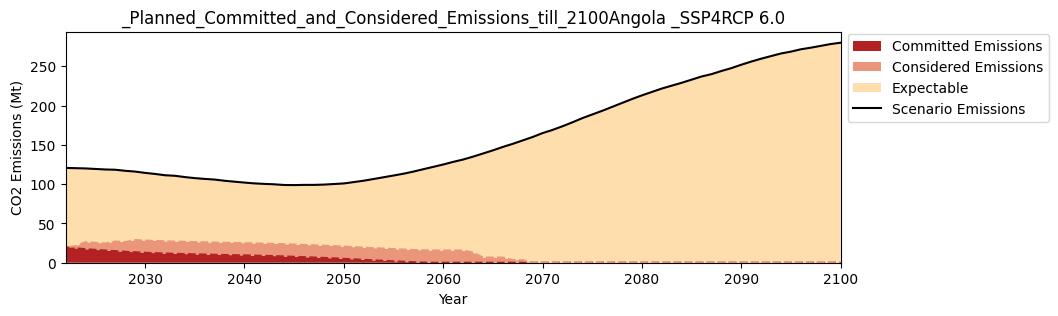 _Planned_Committed_and_Considered_Emissions_till_2100Angola _SSP4RCP 6.0
CO2 Emissions (Mt)
250
200
150
100
50
0
2030 2040 2050 2060 2070 2080 2090 2100
Year
Committed Emissions
Considered Emissions
Expectable
Scenario Emissions